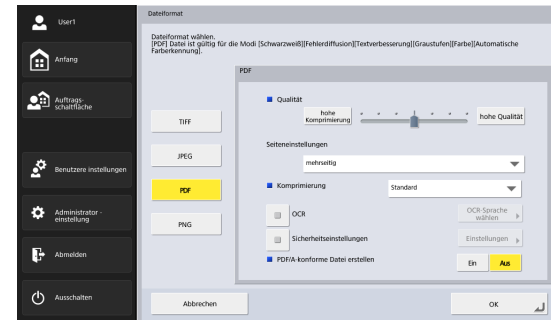 User1
Anfang
Auftrags-
schaltfläche
Benutzere instellungen
Administrator -
einstellung
Abmelden
Ausschalten
Dateiformat
Dateiformat wählen.
[PDF] Datei ist gültig für die Modi [Schwarzweiß][Fehlerdiffusion][Textverbesserung][Graustufen][Farbe][Automatische
Farberkennung].
TIFF
JPEG
PDF
PNG
PDF
Qualität
hohe
Komprimierung
hohe Qualität
Seiteneinstellungen
mehrseitig
Komprimierung
Standard
OCR
OCR-Sprache
wählen
Sicherheitseinstellungen
Einstellungen
PDF/A-konforme Datei erstellen
Ein
Aus
Abbrechen
OK